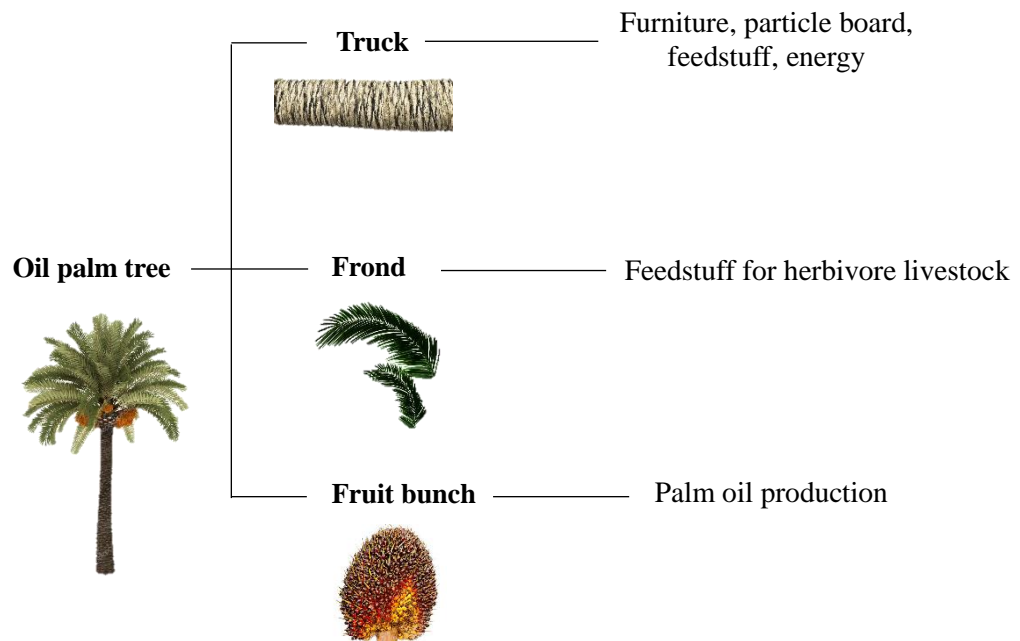 Truck
Furniture, particle board,
feedstuff, energy
Oil palm tree
Frond
Feedstuff for herbivore livestock
Fruit bunch
Palm oil production